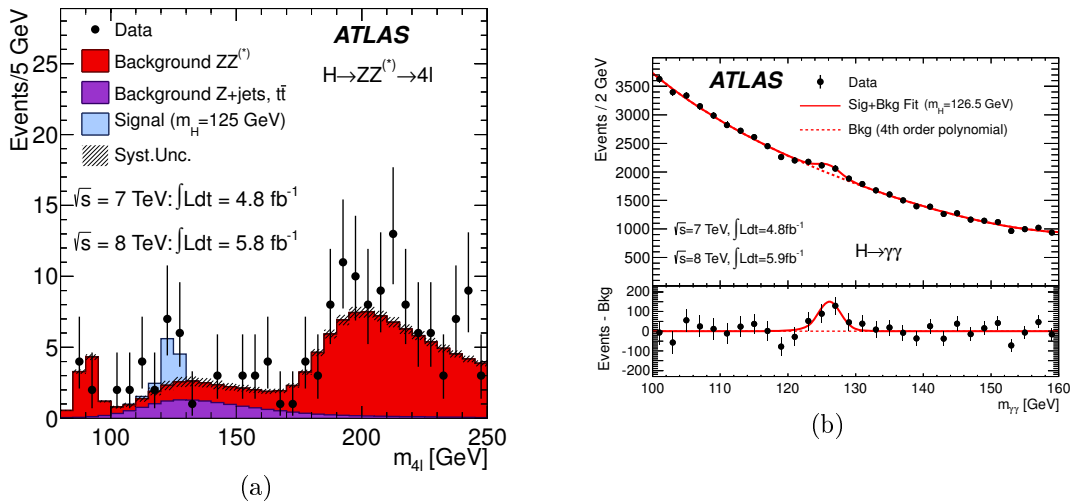 Events/5 GeV
25
20
15
10
5
0
Data
Background ZZ(*)
Background Z+jets, tt̄
Signal (mH=125 GeV)
Syst.Unc.
√s = 7 TeV:∫Ldt = 4.8 fb-1
√s = 8 TeV:∫Ldt = 5.8 fb-1
ATLAS
H→ZZ(*)→4l
100 150 200 250
m4l [GeV]
(a)
Events / 2 GeV
3500
3000
2500
2000
1500
1000
500
ATLAS
Data
Sig+Bkg Fit (mH=126.5 GeV)
Bkg (4th order polynomial)
√s=7 TeV, ∫Ldt=4.8fb-1
√s=8 TeV, ∫Ldt=5.9fb-1
H→γγ
Events - Bkg
200
100
0
-100
-200
100 110 120 130 140 150 160
mγγ [GeV]
(b)